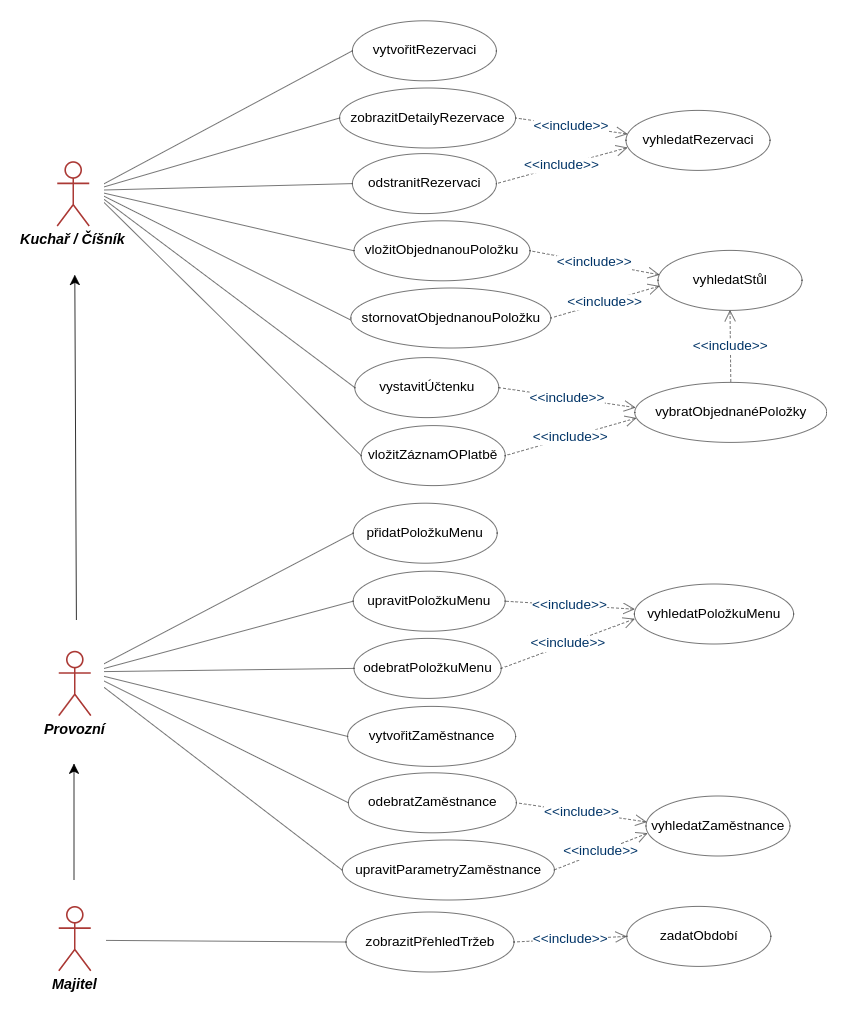 vytvořitRezervaci
zobrazitDetailyRezervace
<<include>>
vyhledatRezervaci
<<include>>
odstranitRezervaci
Kuchař / Číšník
vložitObjednanouPoložku
<<include>>
vyhledatStůl
<<include>>
stornovatObjednanouPoložku
<<include>>
vystavitÚčtenku
<<include>>
vybratObjednanéPoložky
<<include>>
vložitZáznamOPlatbě
přidatPoložkuMenu
upravitPoložkuMenu
<<include>>
vyhledatPoložkuMenu
<<include>>
odebratPoložkuMenu
Provozní
vytvořitZaměstnance
odebratZaměstnance
<<include>>
vyhledatZaměstnance
<<include>>
upravitParametryZaměstnance
zobrazitPřehledTržeb
<<include>>
zadatObdobí
Majitel